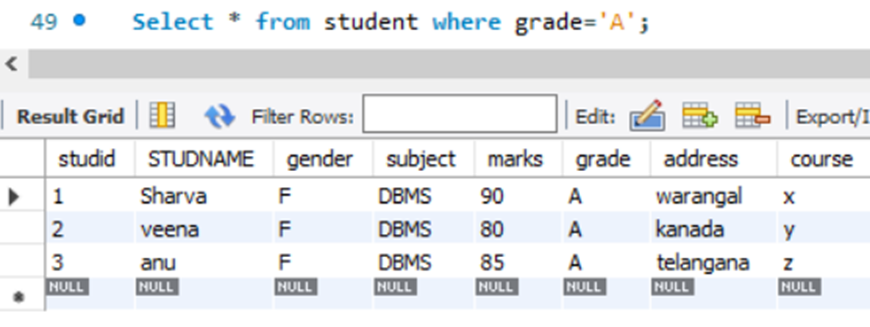 49 Select * from student where grade='A';
Result Grid Filter Rows: Edit: Export/I
studid STUDNAME gender subject marks grade address course
1 Sharva F DBMS 90 A warangal x
2 veena F DBMS 80 A kanada y
3 anu F DBMS 85 A telangana z
NULL NULL NULL NULL NULL NULL NULL NULL